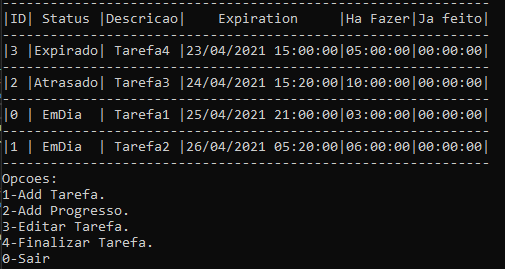 |ID| Status |Descricao|    Expiration     |Ha Fazer|Ja feito|
|3 |Expirado| Tarefa4 |23/04/2021 15:00:00|05:00:00|00:00:00|
|2 |Atrasado| Tarefa3 |24/04/2021 15:20:00|10:00:00|00:00:00|
|0 | EmDia  | Tarefa1 |25/04/2021 21:00:00|03:00:00|00:00:00|
|1 | EmDia  | Tarefa2 |26/04/2021 05:20:00|06:00:00|00:00:00|
Opcoes:
1-Add Tarefa.
2-Add Progresso.
3-Editar Tarefa.
4-Finalizar Tarefa.
0-Sair